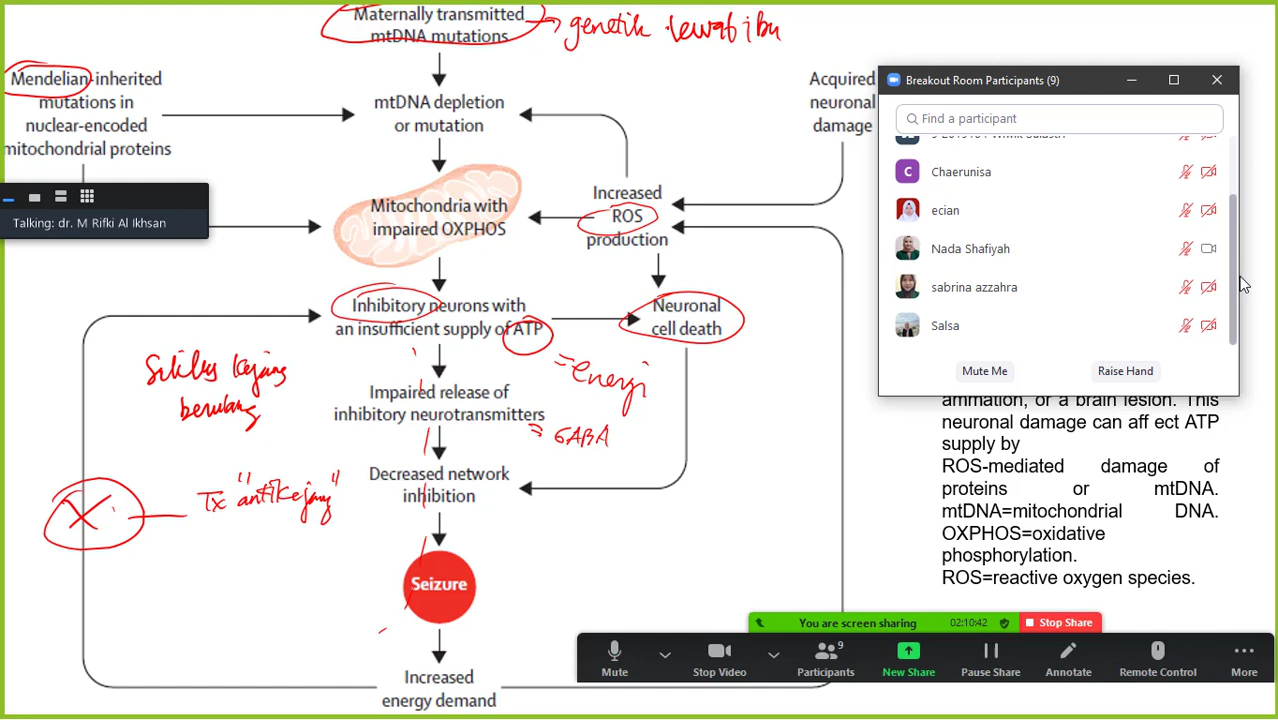 Maternally transmitted
mtDNA mutations
genetik lewat ibu
Mendelian-inherited
mutations in
nuclear-encoded
mitochondrial proteins
mtDNA depletion
or mutation
Acquired
neuronal
damage
Talking: dr. M Rifki Al Ikhsan
Mitochondria with
impaired OXPHOS
Increased
ROS
production
Inhibitory neurons with
an insufficient supply of ATP
Neuronal
cell death
= energi
Siklus kejang
berulang
Impaired release of
inhibitory neurotransmitters
= GABA
Decreased network
inhibition
Tx "antikejang"
X
Seizure
Increased
energy demand
Breakout Room Participants (9)
Find a participant
C Chaerunisa
ecian
Nada Shafiyah
sabrina azzahra
Salsa
Mute Me Raise Hand
ammation, or a brain lesion. This
neuronal damage can aff ect ATP
supply by
ROS-mediated damage of
proteins or mtDNA.
mtDNA=mitochondrial DNA.
OXPHOS=oxidative
phosphorylation.
ROS=reactive oxygen species.
You are screen sharing 02:10:42 Stop Share
9
Mute Stop Video Participants New Share Pause Share Annotate Remote Control More